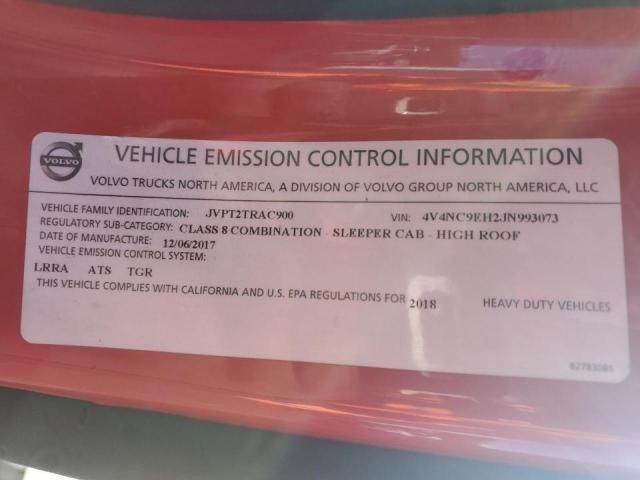 VOLVO
VEHICLE EMISSION CONTROL INFORMATION
VOLVO TRUCKS NORTH AMERICA, A DIVISION OF VOLVO GROUP NORTH AMERICA, LLC
VEHICLE FAMILY IDENTIFICATION: JVPT2TRAC900 VIN: 4V4NC9EH2JN993073
REGULATORY SUB-CATEGORY: CLASS 8 COMBINATION - SLEEPER CAB - HIGH ROOF
DATE OF MANUFACTURE: 12/06/2017
VEHICLE EMISSION CONTROL SYSTEM:
LRRA ATS TGR
THIS VEHICLE COMPLIES WITH CALIFORNIA AND U.S. EPA REGULATIONS FOR 2018 HEAVY DUTY VEHICLES